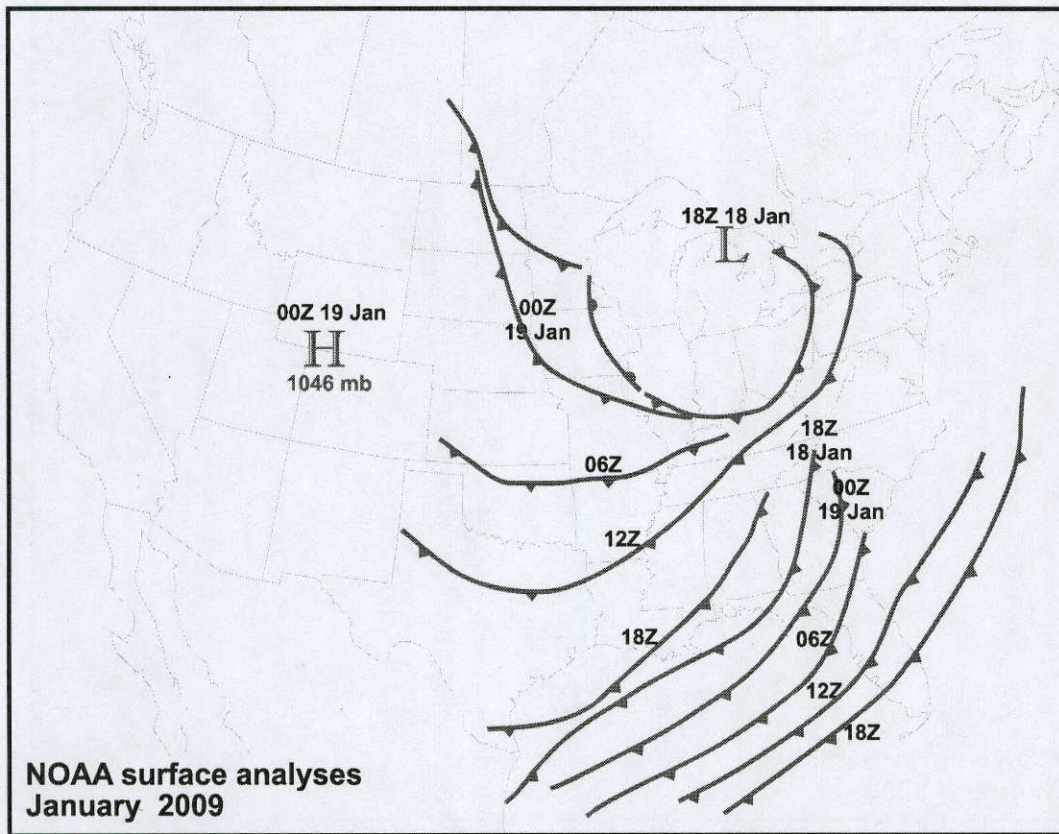 18Z 18 Jan
L
00Z 19 Jan
H
1046 mb
00Z
19 Jan
06Z
18Z
18 Jan
00Z
19 Jan
12Z
18Z
06Z
12Z
18Z
NOAA surface analyses
January 2009